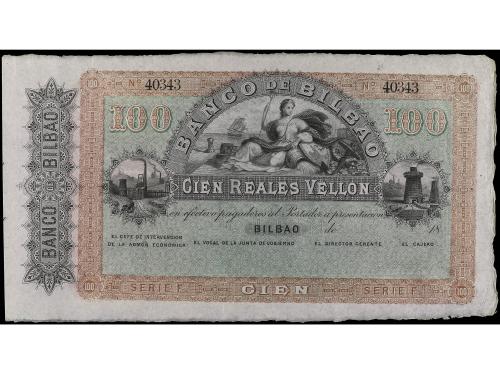 Nº 40343 Nº 40343
BANCO DE BILBAO
100 100
CIEN REALES VELLON
en efectivo pagaderos al Portador a presentacion
BILBAO de 18
EL GEFE DE INTERVENCION
DE LA ADMON ECONOMICA
EL VOCAL DE LA JUNTA DE GOBIERNO
EL DIRECTOR GERENTE
EL CAJERO
100 SERIE F. CIEN SERIE F. 100
BANCO DE BILBAO